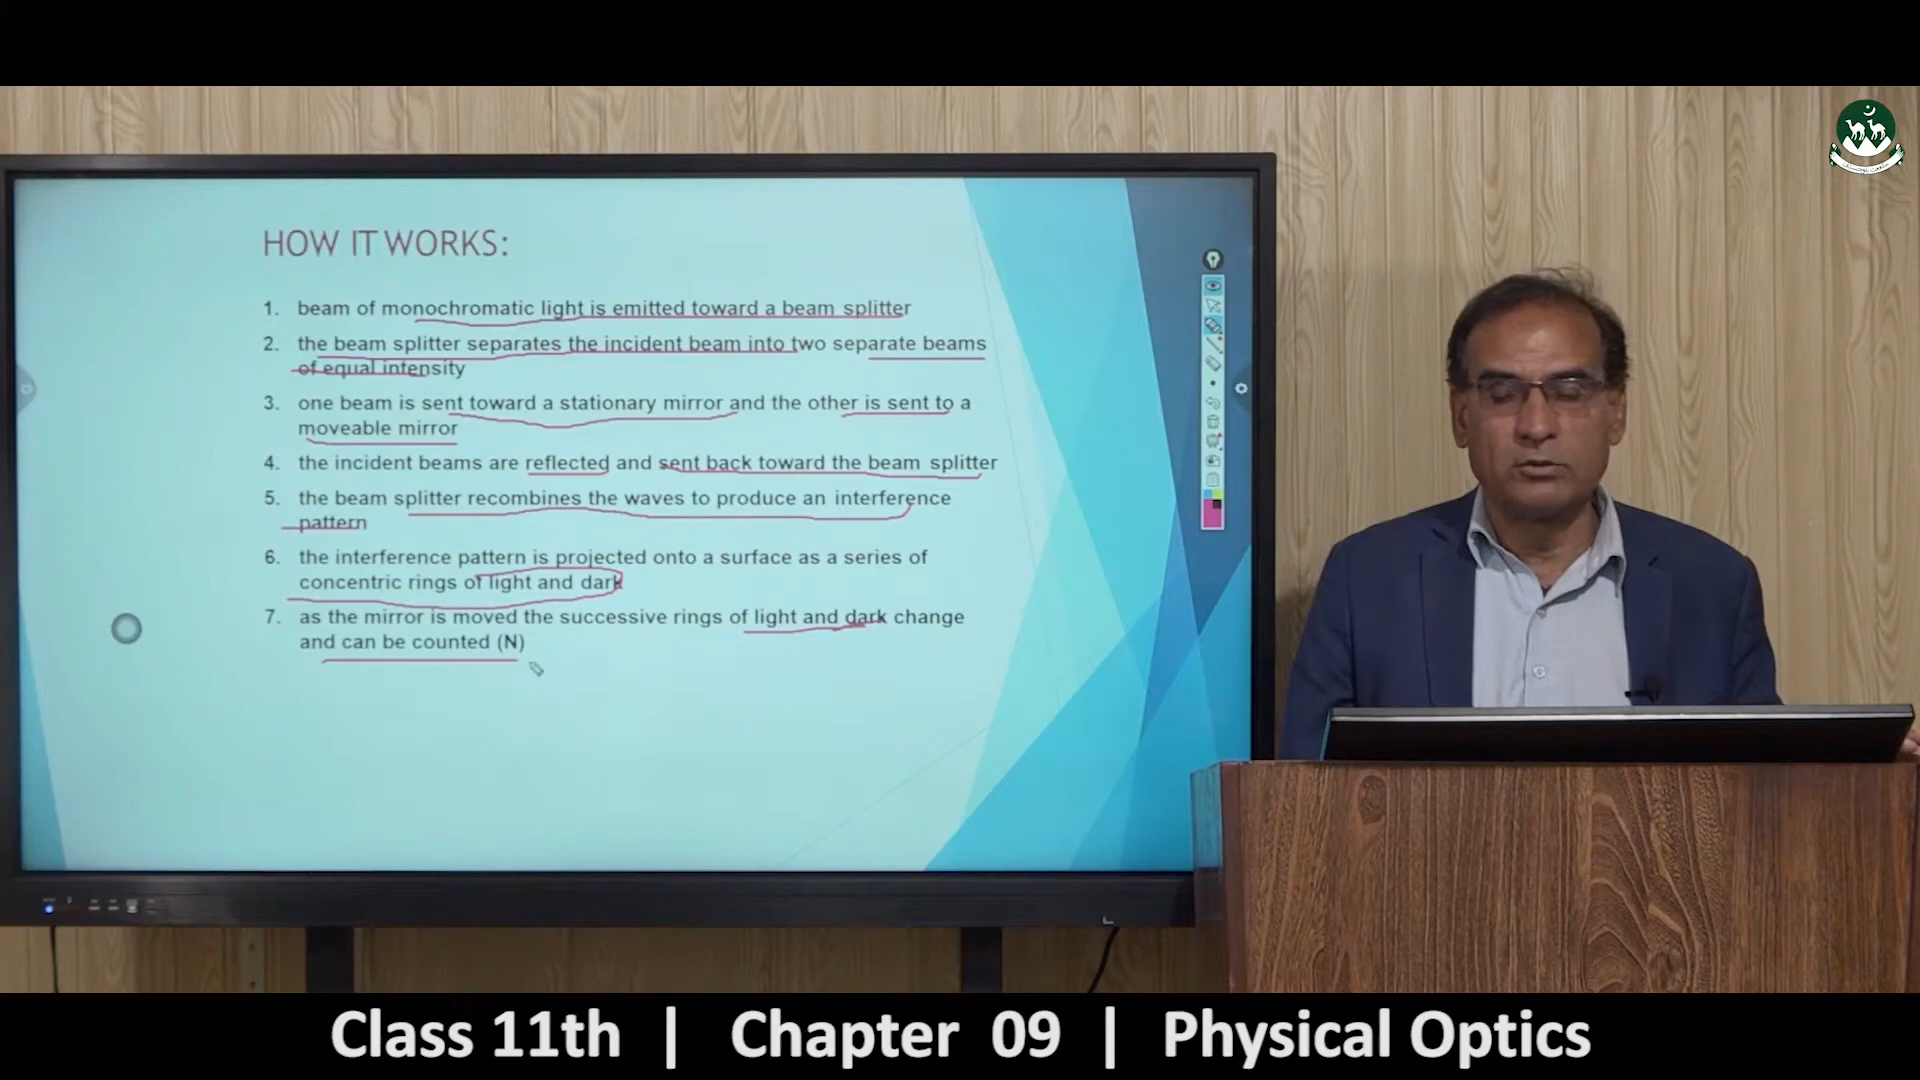 HOW IT WORKS:
1. beam of monochromatic light is emitted toward a beam splitter
2. the beam splitter separates the incident beam into two separate beams
of equal intensity
3. one beam is sent toward a stationary mirror and the other is sent to a
moveable mirror
4. the incident beams are reflected and sent back toward the beam splitter
5. the beam splitter recombines the waves to produce an interference
pattern
6. the interference pattern is projected onto a surface as a series of
concentric rings of light and dark
7. as the mirror is moved the successive rings of light and dark change
and can be counted (N)
Class 11th | Chapter 09 | Physical Optics